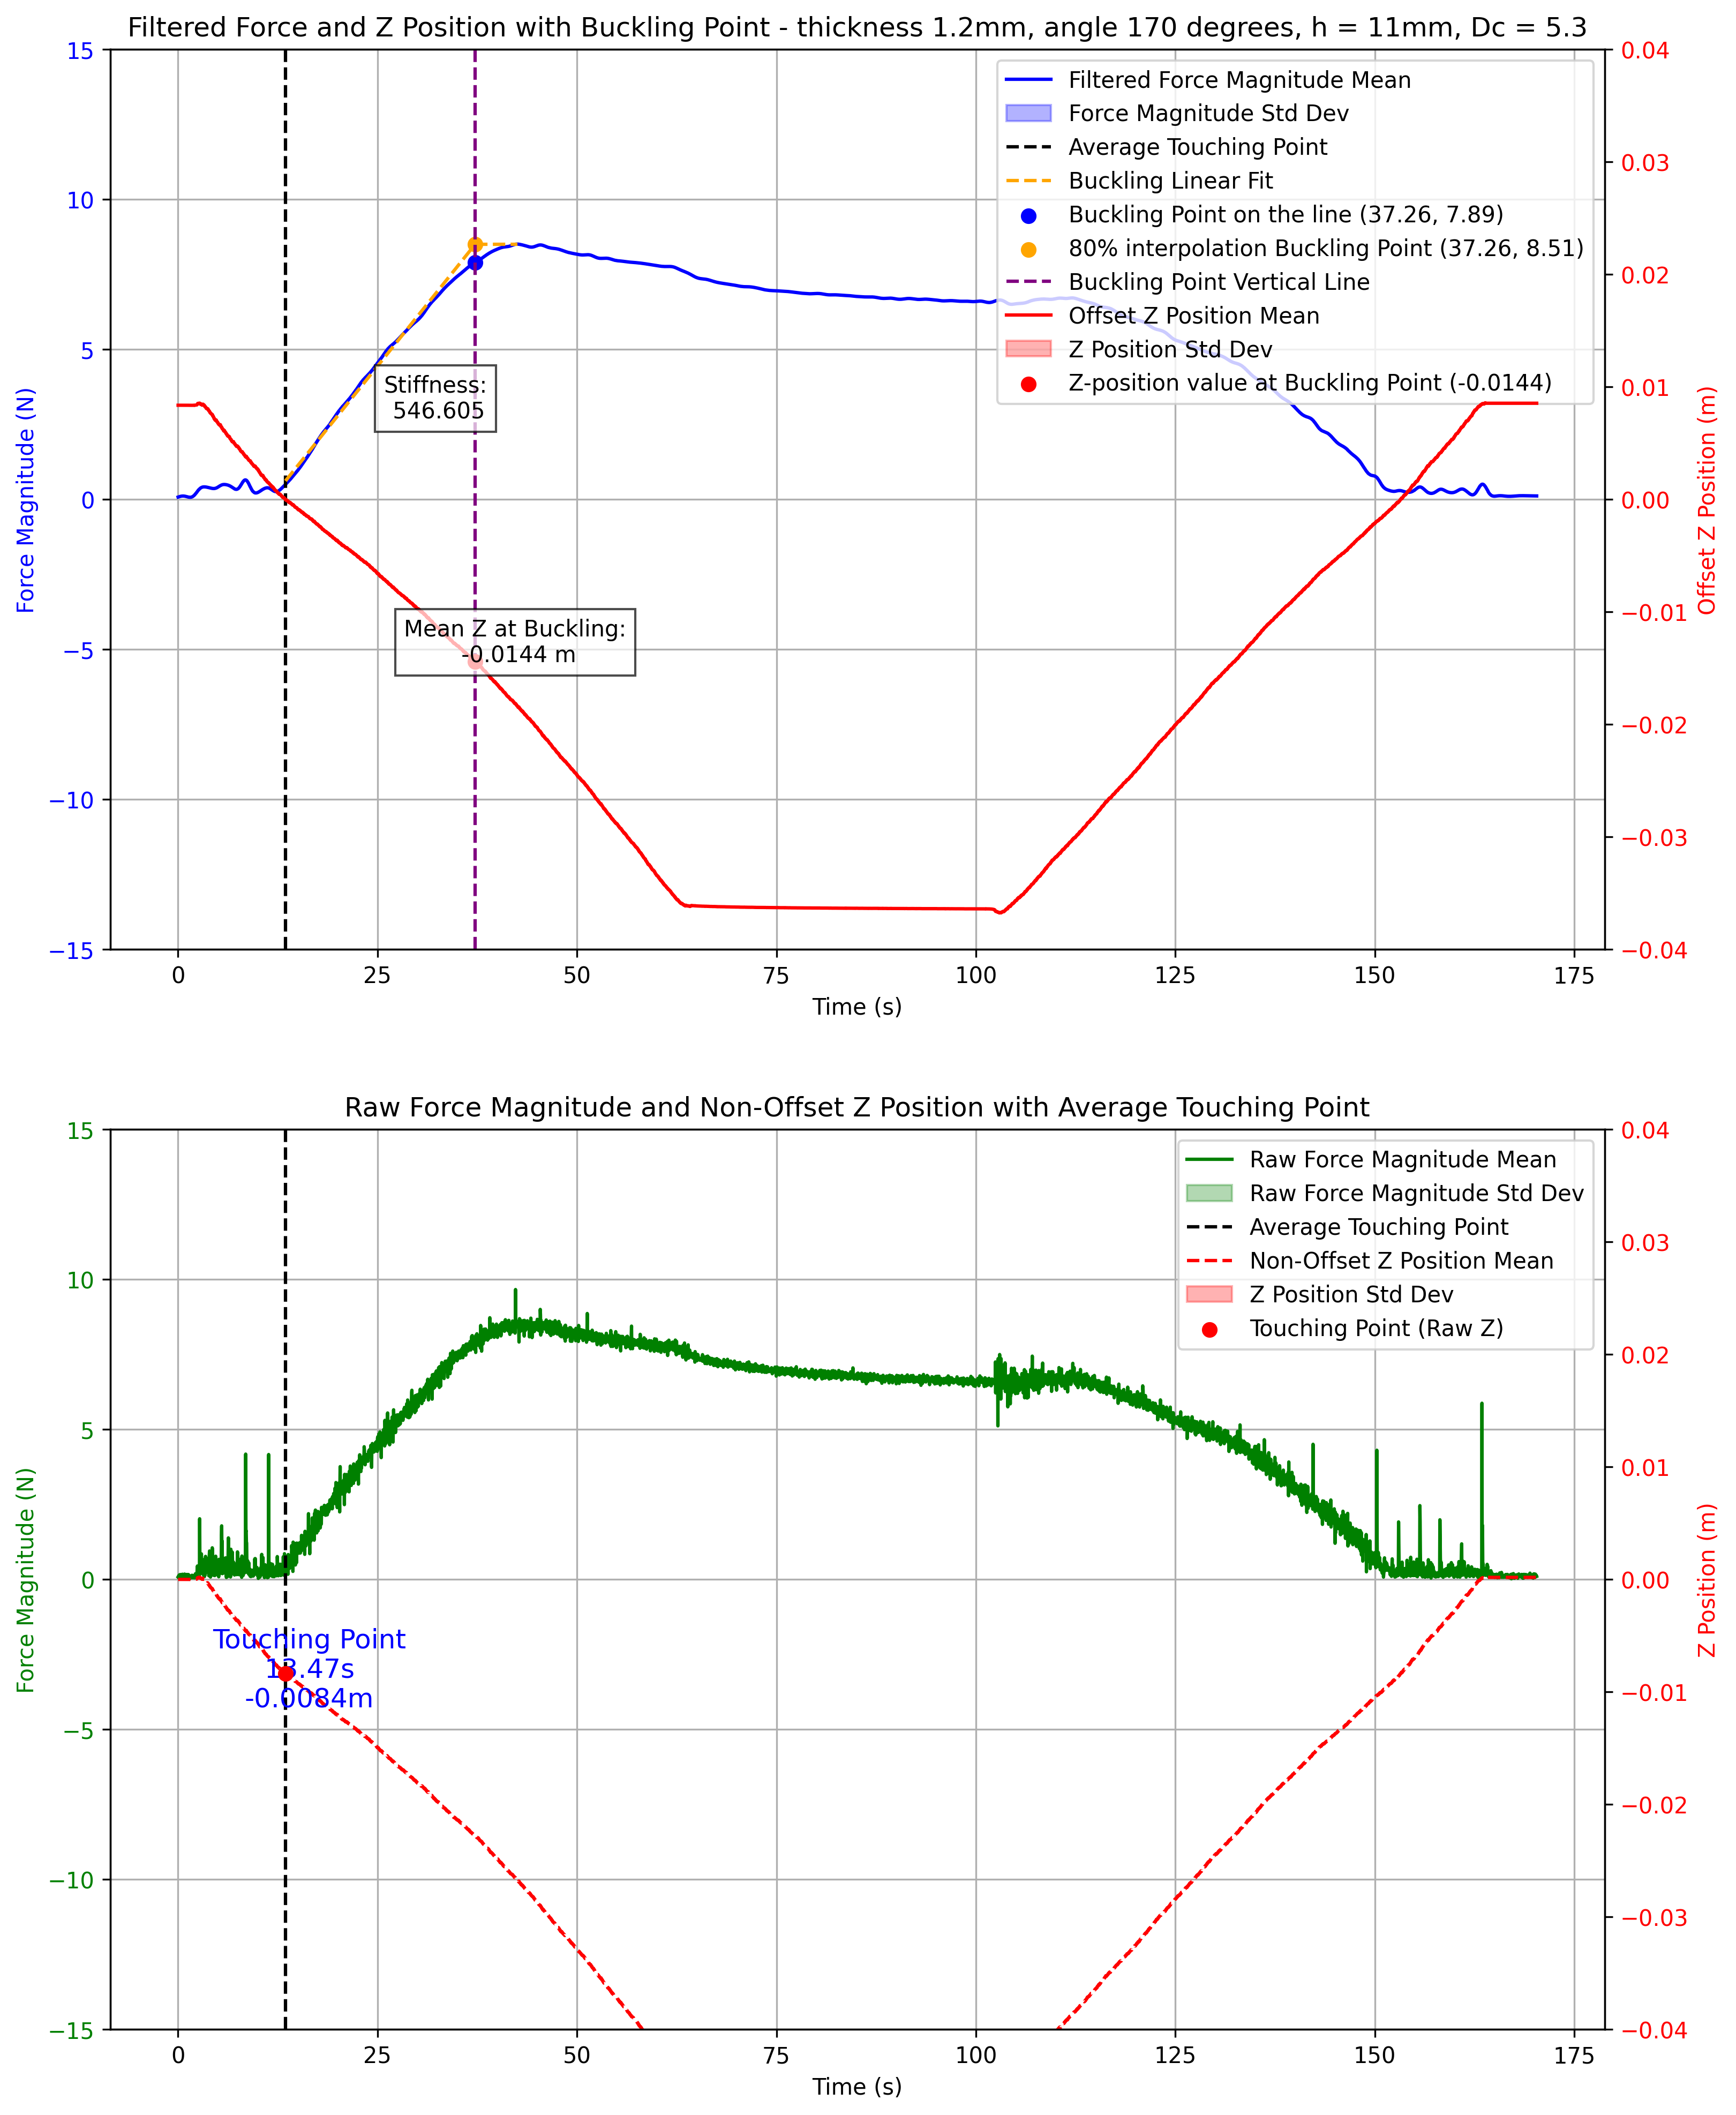 Filtered Force and Z Position with Buckling Point - thickness 1.2mm, angle 170 degrees, h = 11mm, Dc = 5.3
15
10
5
0
−5
−10
−15
Force Magnitude (N)
0.04
0.03
0.02
0.01
0.00
−0.01
−0.02
−0.03
−0.04
Offset Z Position (m)
Filtered Force Magnitude Mean
Force Magnitude Std Dev
Average Touching Point
Buckling Linear Fit
Buckling Point on the line (37.26, 7.89)
80% interpolation Buckling Point (37.26, 8.51)
Buckling Point Vertical Line
Offset Z Position Mean
Z Position Std Dev
Z-position value at Buckling Point (-0.0144)
Stiffness:
546.605
Mean Z at Buckling:
-0.0144 m
0 25 50 75 100 125 150 175
Time (s)
Raw Force Magnitude and Non-Offset Z Position with Average Touching Point
15
10
5
0
−5
−10
−15
Force Magnitude (N)
0.04
0.03
0.02
0.01
0.00
−0.01
−0.02
−0.03
−0.04
Z Position (m)
Raw Force Magnitude Mean
Raw Force Magnitude Std Dev
Average Touching Point
Non-Offset Z Position Mean
Z Position Std Dev
Touching Point (Raw Z)
Touching Point
13.47s
-0.0084m
0 25 50 75 100 125 150 175
Time (s)